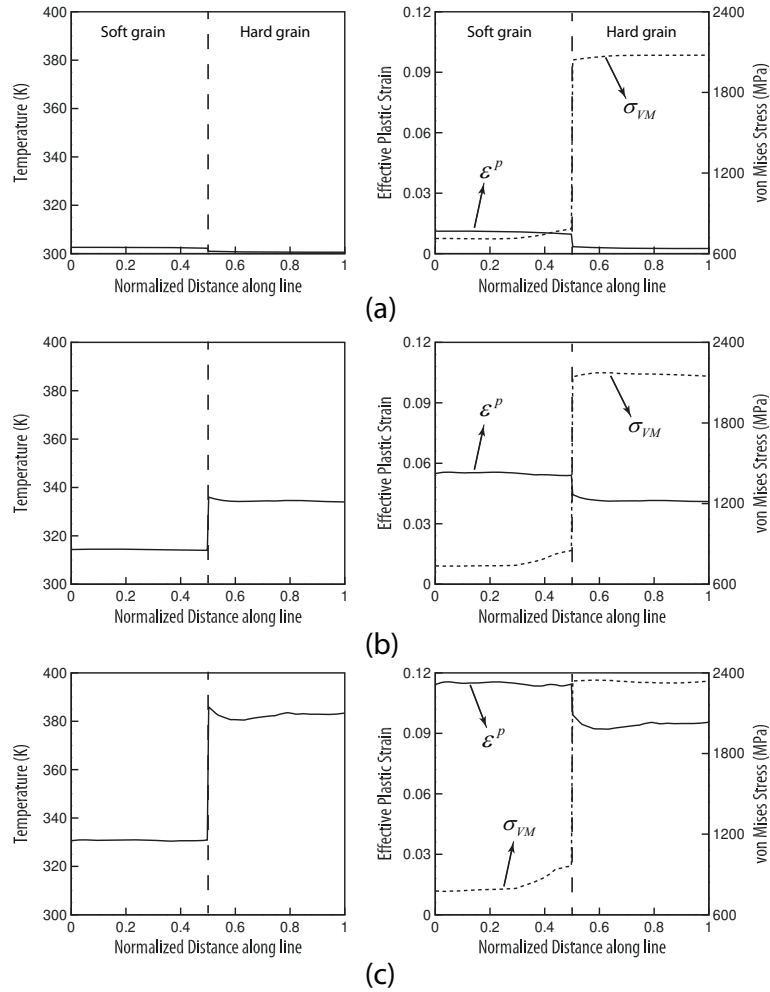 400
Soft grain
Hard grain
380
360
340
320
300
Temperature (K)
0
0.2
0.4
0.6
0.8
1
Normalized Distance along line
0.12
Soft grain
Hard grain
2400
0.09
0.06
0.03
0
1800
1200
600
Effective Plastic Strain
von Mises Stress (MPa)
σ_VM
ε^p
0
0.2
0.4
0.6
0.8
1
Normalized Distance along line
(a)
400
380
360
340
320
300
Temperature (K)
0
0.2
0.4
0.6
0.8
1
Normalized Distance along line
0.12
0.09
0.06
0.03
0
2400
1800
1200
600
Effective Plastic Strain
von Mises Stress (MPa)
ε^p
σ_VM
0
0.2
0.4
0.6
0.8
1
Normalized Distance along line
(b)
400
380
360
340
320
300
Temperature (K)
0
0.2
0.4
0.6
0.8
1
Normalized Distance along line
0.12
0.09
0.06
0.03
0
2400
1800
1200
600
Effective Plastic Strain
von Mises Stress (MPa)
ε^p
σ_VM
0
0.2
0.4
0.6
0.8
1
Normalized Distance along line
(c)